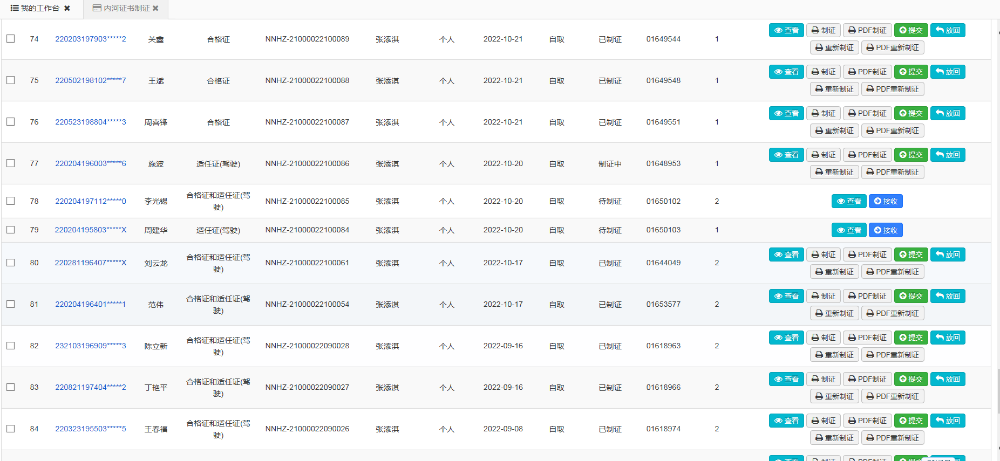 我的工作台 内河证书制证
74 220203197903*****2 关鑫 合格证 NNHZ-21000022100089 张添淇 个人 2022-10-21 自取 已制证 01649544 1 查看 制证 PDF制证 提交 放回
重新制证 PDF重新制证
75 220502198102*****7 王斌 合格证 NNHZ-21000022100088 张添淇 个人 2022-10-21 自取 已制证 01649548 1 查看 制证 PDF制证 提交 放回
重新制证 PDF重新制证
76 220523198804*****3 周喜锋 合格证 NNHZ-21000022100087 张添淇 个人 2022-10-21 自取 已制证 01649551 1 查看 制证 PDF制证 提交 放回
重新制证 PDF重新制证
77 220204196003*****6 施波 适任证(驾驶) NNHZ-21000022100086 张添淇 个人 2022-10-20 自取 制证中 01648953 1 查看 制证 PDF制证 提交 放回
重新制证 PDF重新制证
78 220204197112*****0 李光锡 合格证和适任证(驾
驶) NNHZ-21000022100085 张添淇 个人 2022-10-20 自取 待制证 01650102 2 查看 接收
79 220204195803*****X 周建华 适任证(驾驶) NNHZ-21000022100084 张添淇 个人 2022-10-20 自取 待制证 01650103 1 查看 接收
80 220281196407*****X 刘云龙 合格证和适任证(驾
驶) NNHZ-21000022100061 张添淇 个人 2022-10-17 自取 已制证 01644049 2 查看 制证 PDF制证 提交 放回
重新制证 PDF重新制证
81 220204196401*****1 范伟 合格证和适任证(驾
驶) NNHZ-21000022100054 张添淇 个人 2022-10-17 自取 已制证 01653577 2 查看 制证 PDF制证 提交 放回
重新制证 PDF重新制证
82 232103196909*****3 陈立新 合格证和适任证(驾
驶) NNHZ-21000022090028 张添淇 个人 2022-09-16 自取 已制证 01618963 2 查看 制证 PDF制证 提交 放回
重新制证 PDF重新制证
83 220821197404*****2 丁艳平 合格证和适任证(驾
驶) NNHZ-21000022090027 张添淇 个人 2022-09-16 自取 已制证 01618966 2 查看 制证 PDF制证 提交 放回
重新制证 PDF重新制证
84 220323195503*****5 王春福 合格证和适任证(驾
驶) NNHZ-21000022090026 张添淇 个人 2022-09-08 自取 已制证 01618974 2 查看 制证 PDF制证 提交 放回
重新制证 PDF重新制证